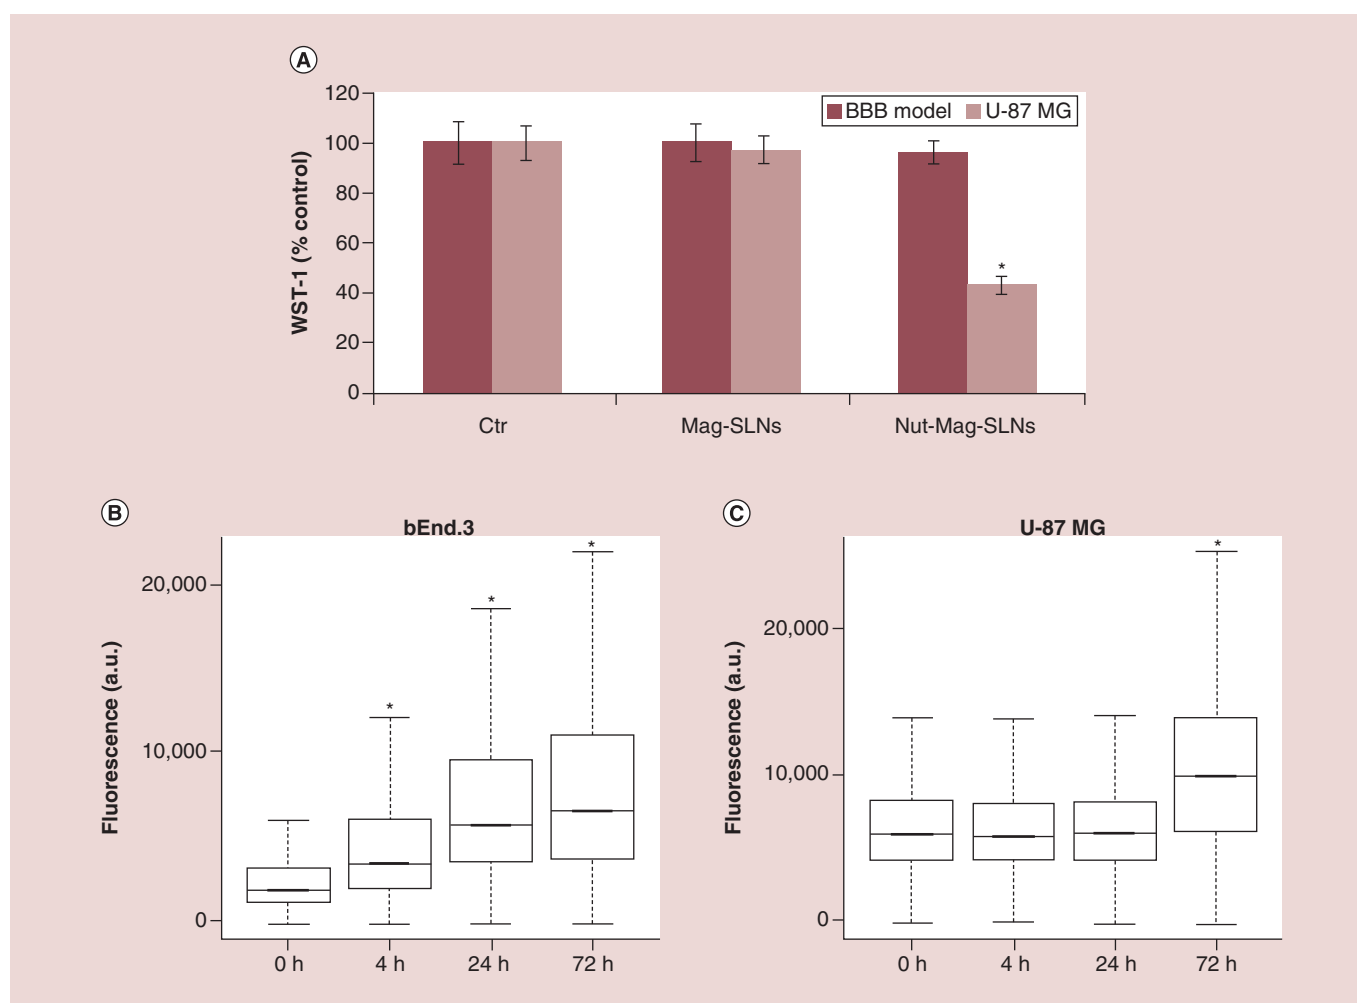 A
120
100
80
60
40
20
0
WST-1 (% control)
BBB model U-87 MG
*
Ctr Mag-SLNs Nut-Mag-SLNs
B
bEnd.3
20,000
10,000
0
Fluorescence (a.u.)
* * *
0 h 4 h 24 h 72 h
C
U-87 MG
20,000
10,000
0
Fluorescence (a.u.)
*
0 h 4 h 24 h 72 h